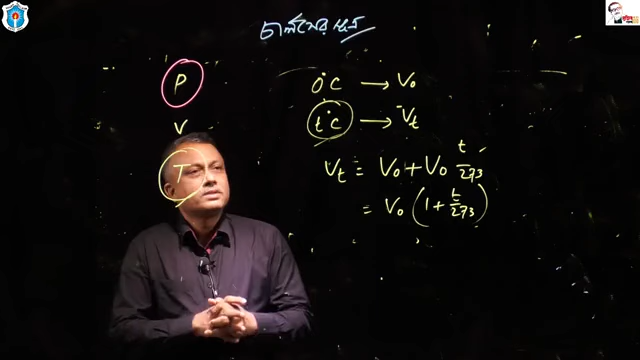 চার্লসের সূত্র
P
V
T
0°C → V₀
t°C → Vₜ
Vₜ = V₀ + V₀ t/273
= V₀ (1 + t/273)